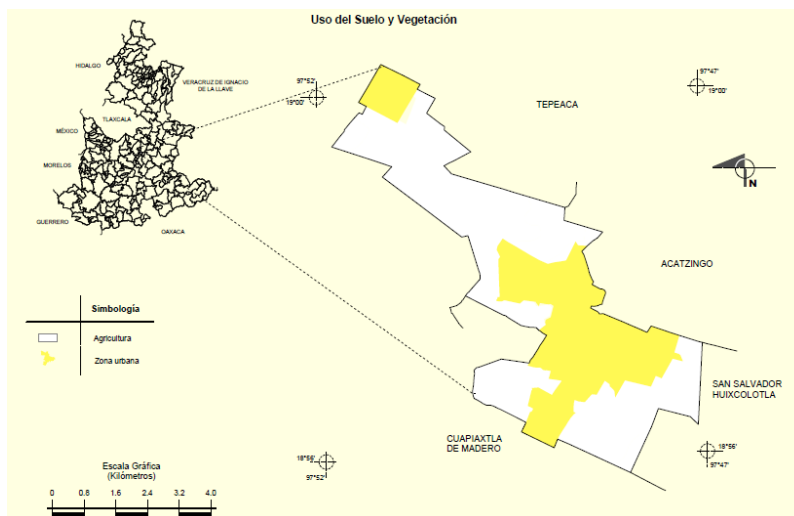 Uso del Suelo y Vegetación
HIDALGO
VERACRUZ DE IGNACIO
DE LA LLAVE
TLAXCALA
MÉXICO
MORELOS
GUERRERO
OAXACA
97°52'
19°00'
97°47'
19°00'
TEPEACA
N
ACATZINGO
SAN SALVADOR
HUIXCOLOTLA
CUAPIAXTLA
DE MADERO
18°56'
97°52'
18°56'
97°47'
Simbología
Agricultura
Zona urbana
Escala Gráfica
(Kilómetros)
0 0.8 1.6 2.4 3.2 4.0